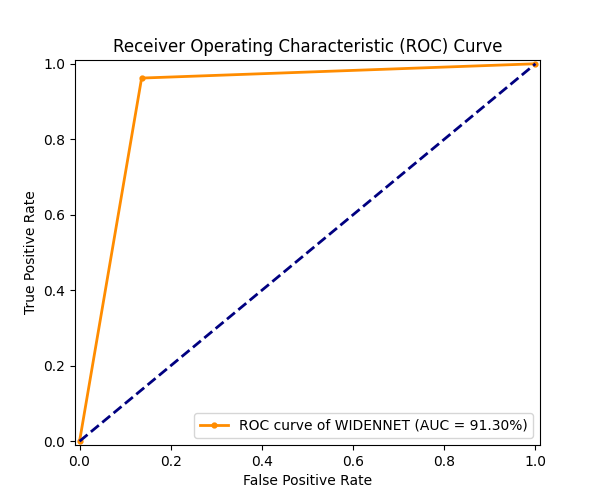 Receiver Operating Characteristic (ROC) Curve
1.0
0.8
0.6
0.4
0.2
0.0
True Positive Rate
ROC curve of WIDENNET (AUC = 91.30%)
0.0 0.2 0.4 0.6 0.8 1.0
False Positive Rate